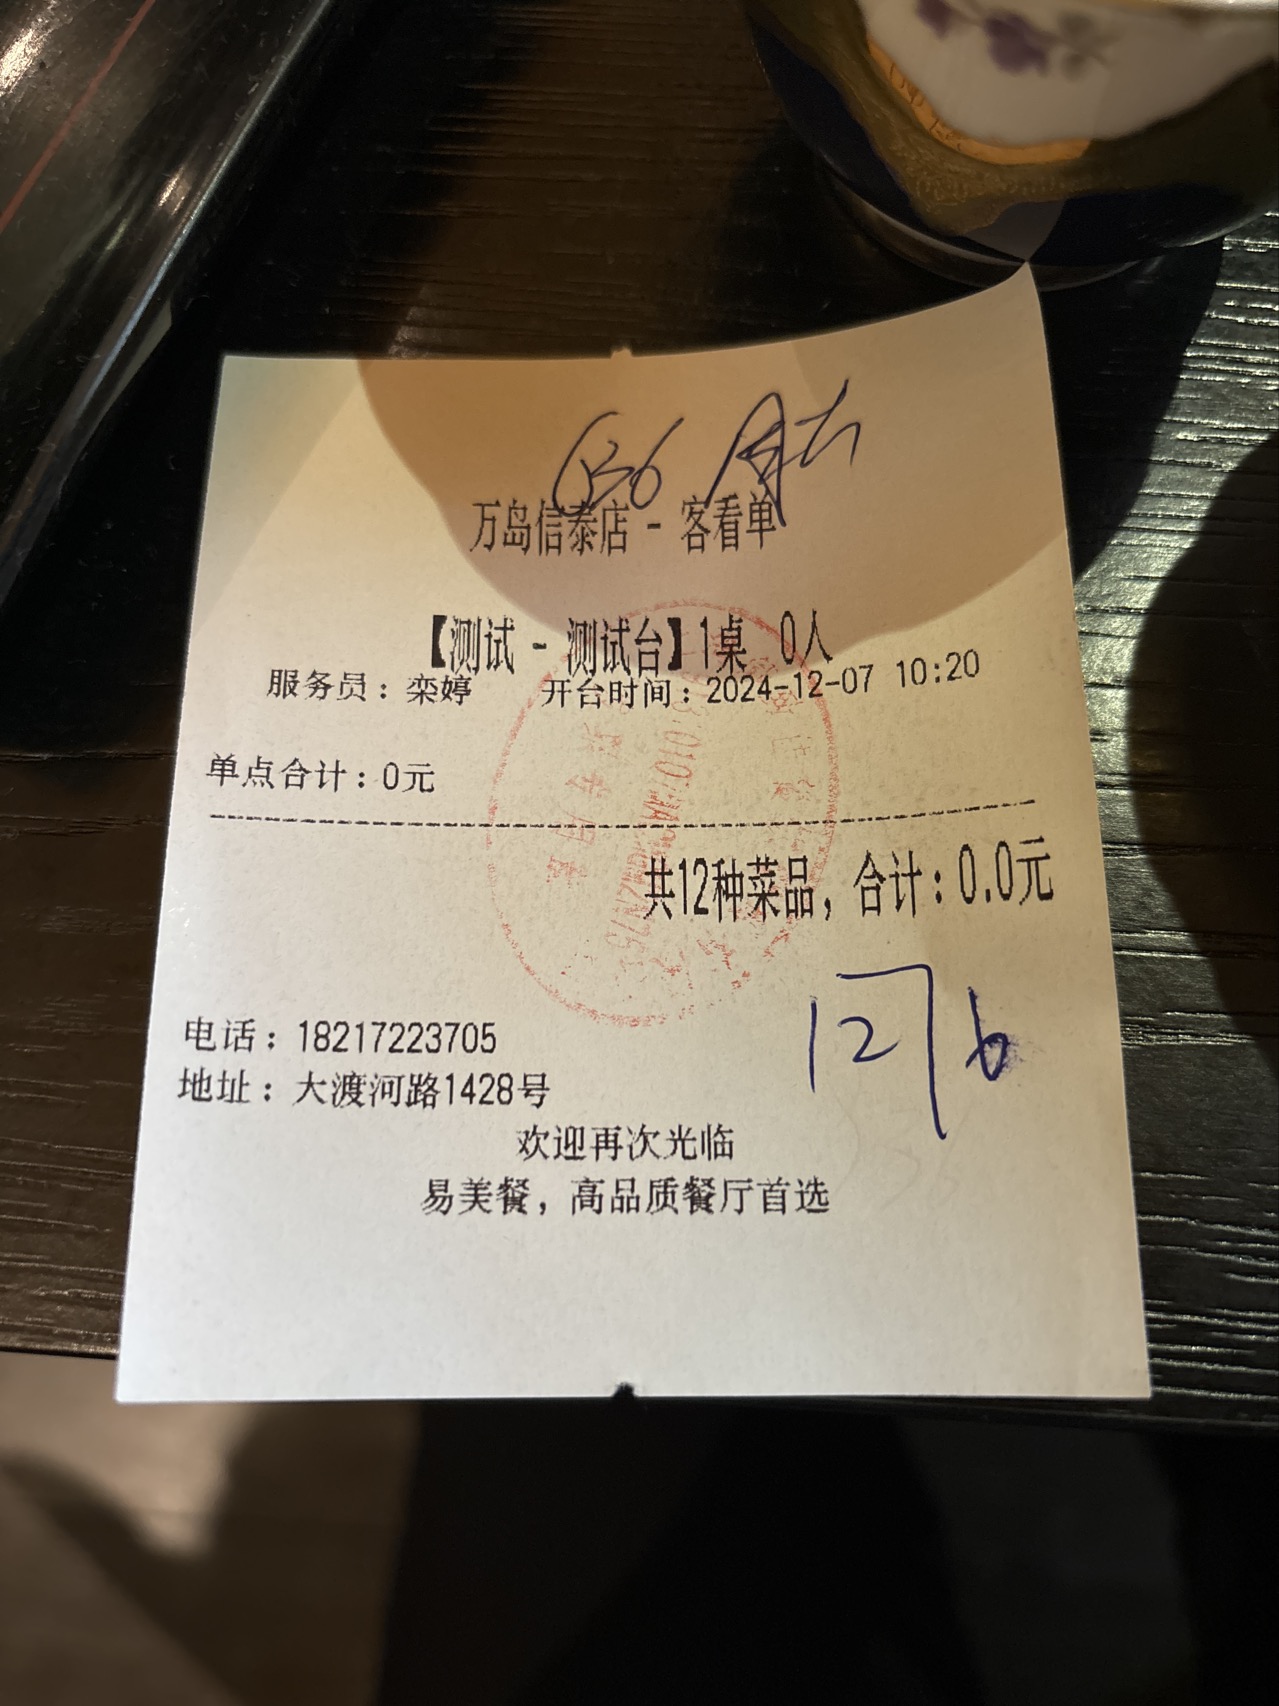 万岛信泰店 - 客看单
【测试 - 测试台】1桌 0人
服务员：栾婷 开台时间：2024-12-07 10:20
单点合计：0元
共12种菜品，合计：0.0元
1276
电话：18217223705
地址：大渡河路1428号
欢迎再次光临
易美餐，高品质餐厅首选